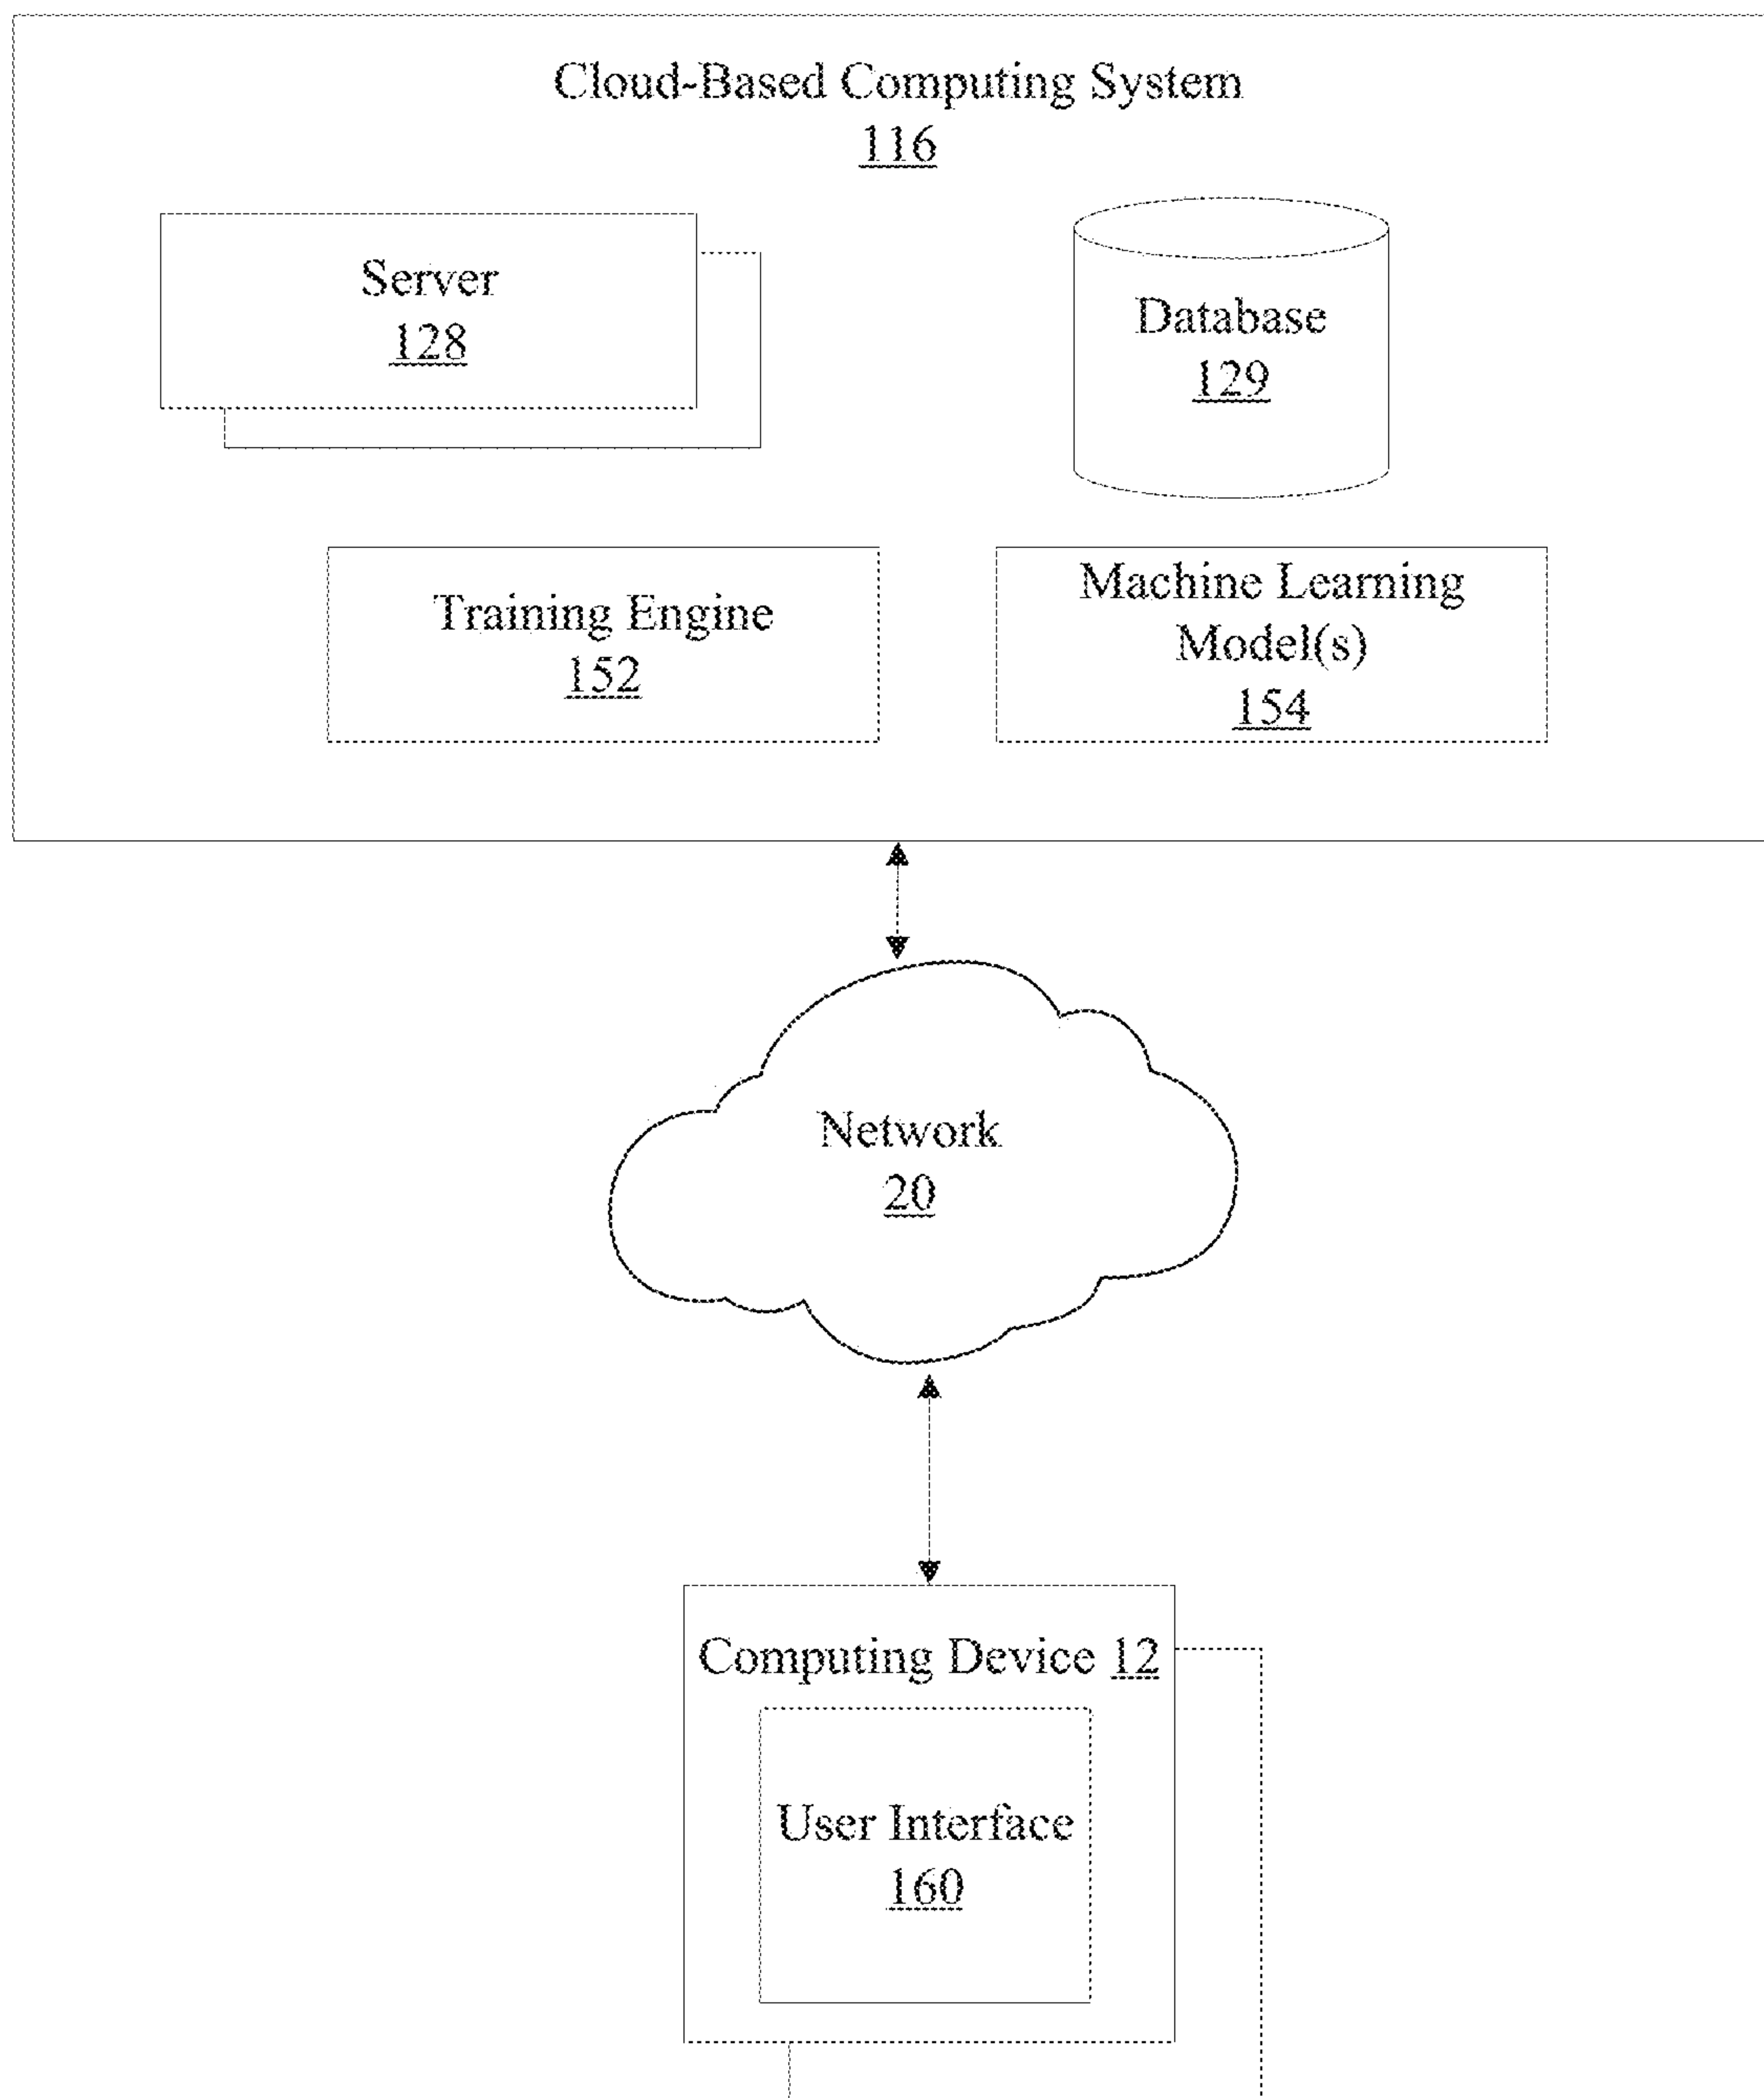 Cloud-Based Computing System
116
Server
128
Database
129
Training Engine
152
Machine Learning
Model(s)
154
Network
20
Computing Device 12
User Interface
160